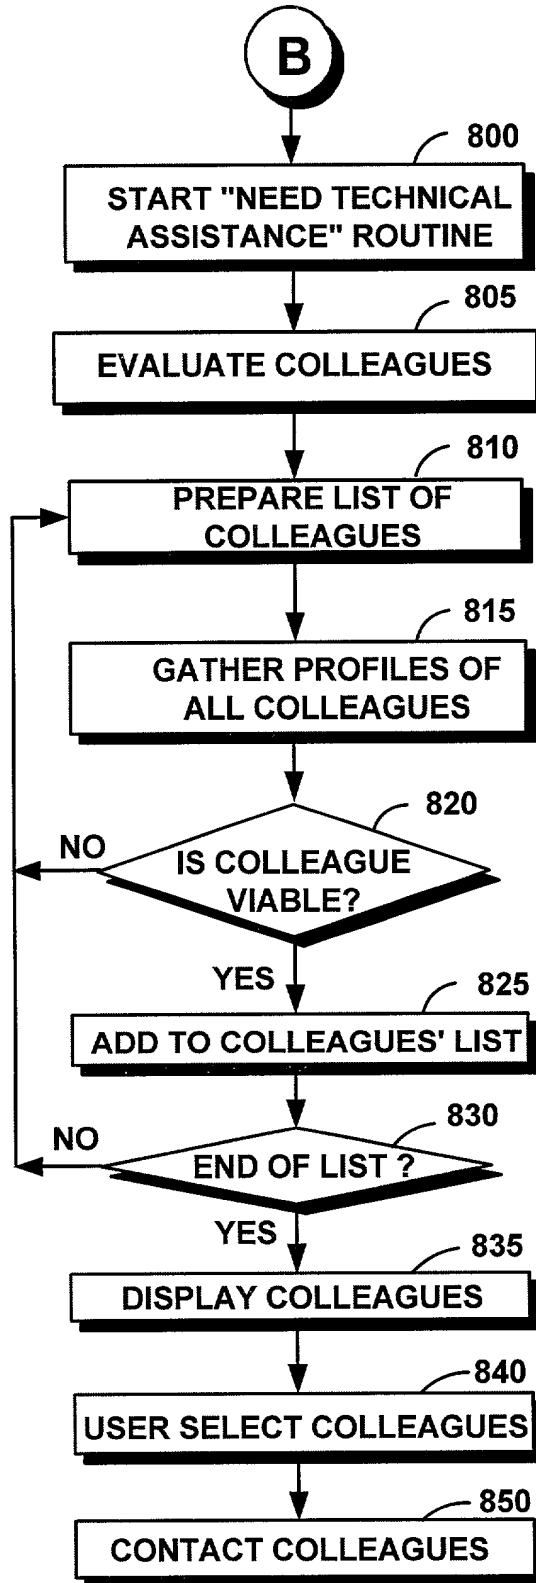 B
800
START "NEED TECHNICAL
ASSISTANCE" ROUTINE
805
EVALUATE COLLEAGUES
810
PREPARE LIST OF
COLLEAGUES
815
GATHER PROFILES OF
ALL COLLEAGUES
820
NO
IS COLLEAGUE
VIABLE?
YES
825
ADD TO COLLEAGUES' LIST
830
NO
END OF LIST ?
YES
835
DISPLAY COLLEAGUES
840
USER SELECT COLLEAGUES
850
CONTACT COLLEAGUES